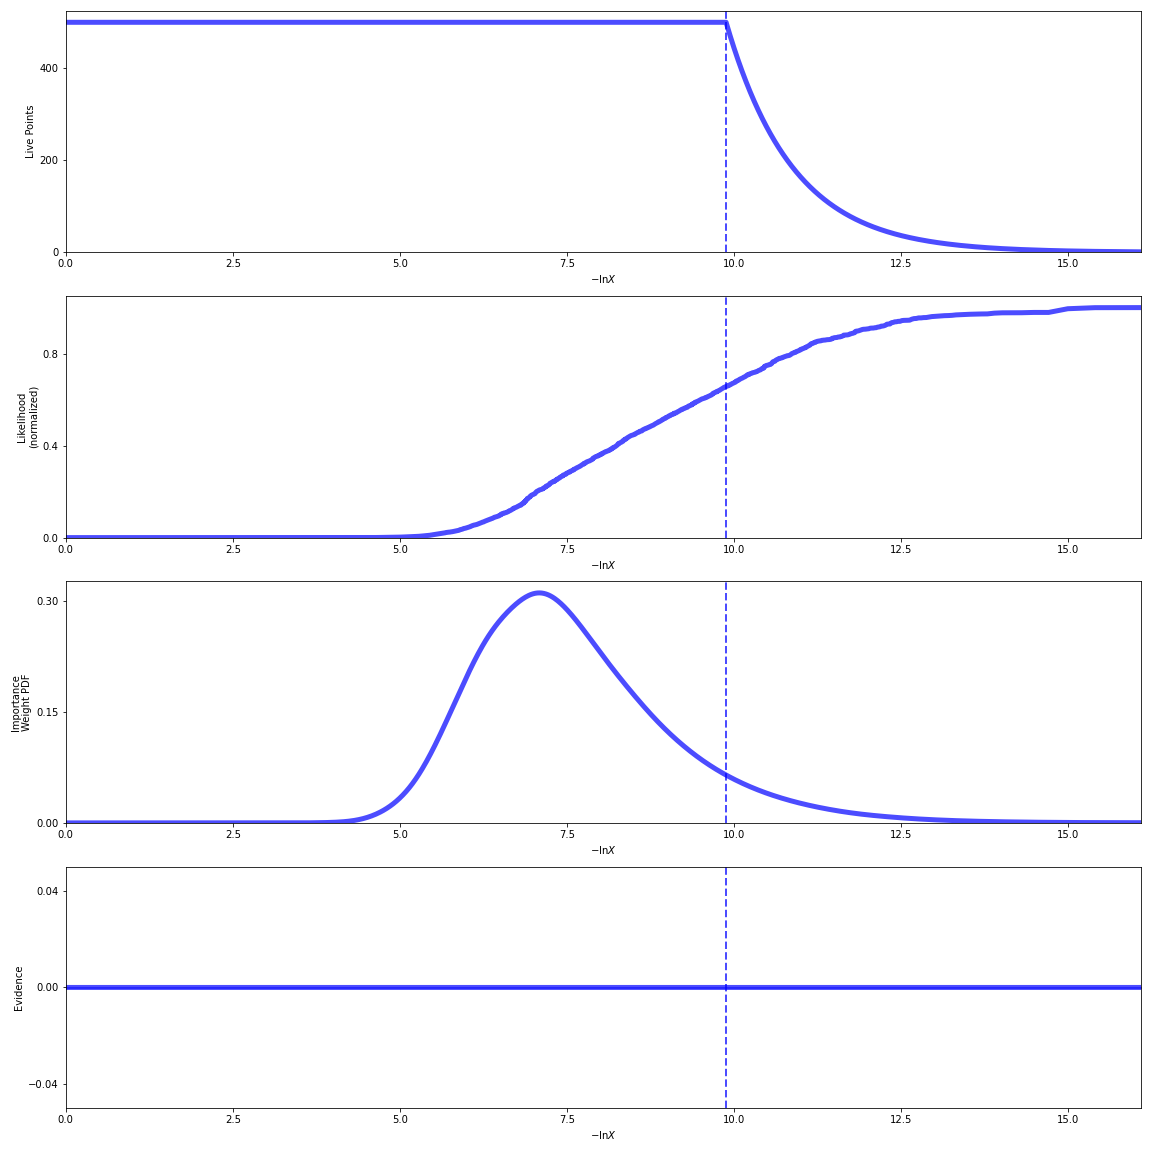 Live Points
400
200
0
0.0 2.5 5.0 7.5 10.0 12.5 15.0
−lnX
Likelihood
(normalized)
0.8
0.4
0.0
0.0 2.5 5.0 7.5 10.0 12.5 15.0
−lnX
Importance
Weight PDF
0.30
0.15
0.00
0.0 2.5 5.0 7.5 10.0 12.5 15.0
−lnX
Evidence
0.04
0.00
−0.04
0.0 2.5 5.0 7.5 10.0 12.5 15.0
−lnX